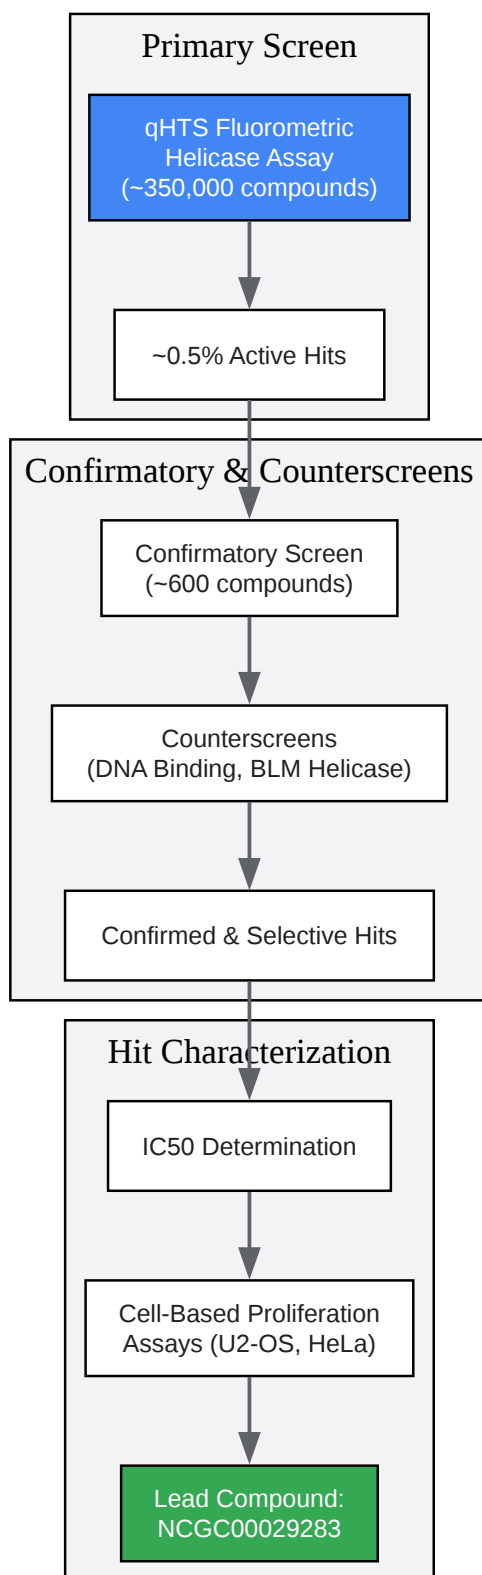 Primary Screen
qHTS Fluorometric
Helicase Assay
(~350,000 compounds)
~0.5% Active Hits
Confirmatory & Counterscreens
Confirmatory Screen
(~600 compounds)
Counterscreens
(DNA Binding, BLM Helicase)
Confirmed & Selective Hits
Hit Characterization
IC50 Determination
Cell-Based Proliferation
Assays (U2-OS, HeLa)
Lead Compound:
NCGC00029283